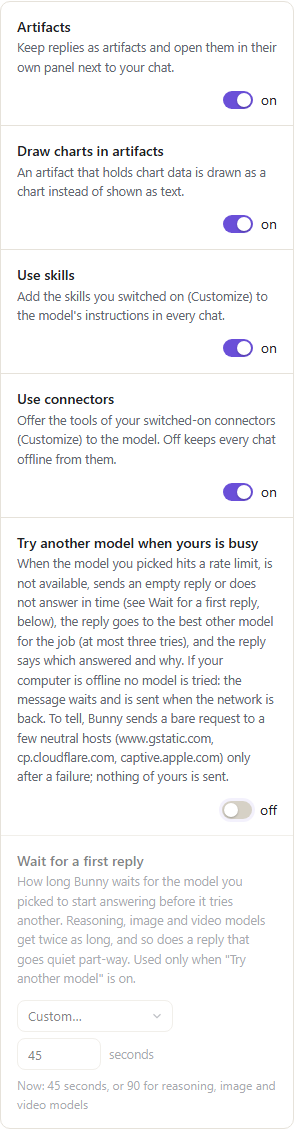 Artifacts
Keep replies as artifacts and open them in their
own panel next to your chat.
on
Draw charts in artifacts
An artifact that holds chart data is drawn as a
chart instead of shown as text.
on
Use skills
Add the skills you switched on (Customize) to
the model's instructions in every chat.
on
Use connectors
Offer the tools of your switched-on connectors
(Customize) to the model. Off keeps every chat
offline from them.
on
Try another model when yours is busy
When the model you picked hits a rate limit, is
not available, sends an empty reply or does
not answer in time (see Wait for a first reply,
below), the reply goes to the best other model
for the job (at most three tries), and the reply
says which answered and why. If your
computer is offline no model is tried: the
message waits and is sent when the network is
back. To tell, Bunny sends a bare request to a
few neutral hosts (www.gstatic.com,
cp.cloudflare.com, captive.apple.com) only
after a failure; nothing of yours is sent.
off
Wait for a first reply
How long Bunny waits for the model you
picked to start answering before it tries
another. Reasoning, image and video models
get twice as long, and so does a reply that
goes quiet part-way. Used only when "Try
another model" is on.
Custom...
45 seconds
Now: 45 seconds, or 90 for reasoning, image and
video models